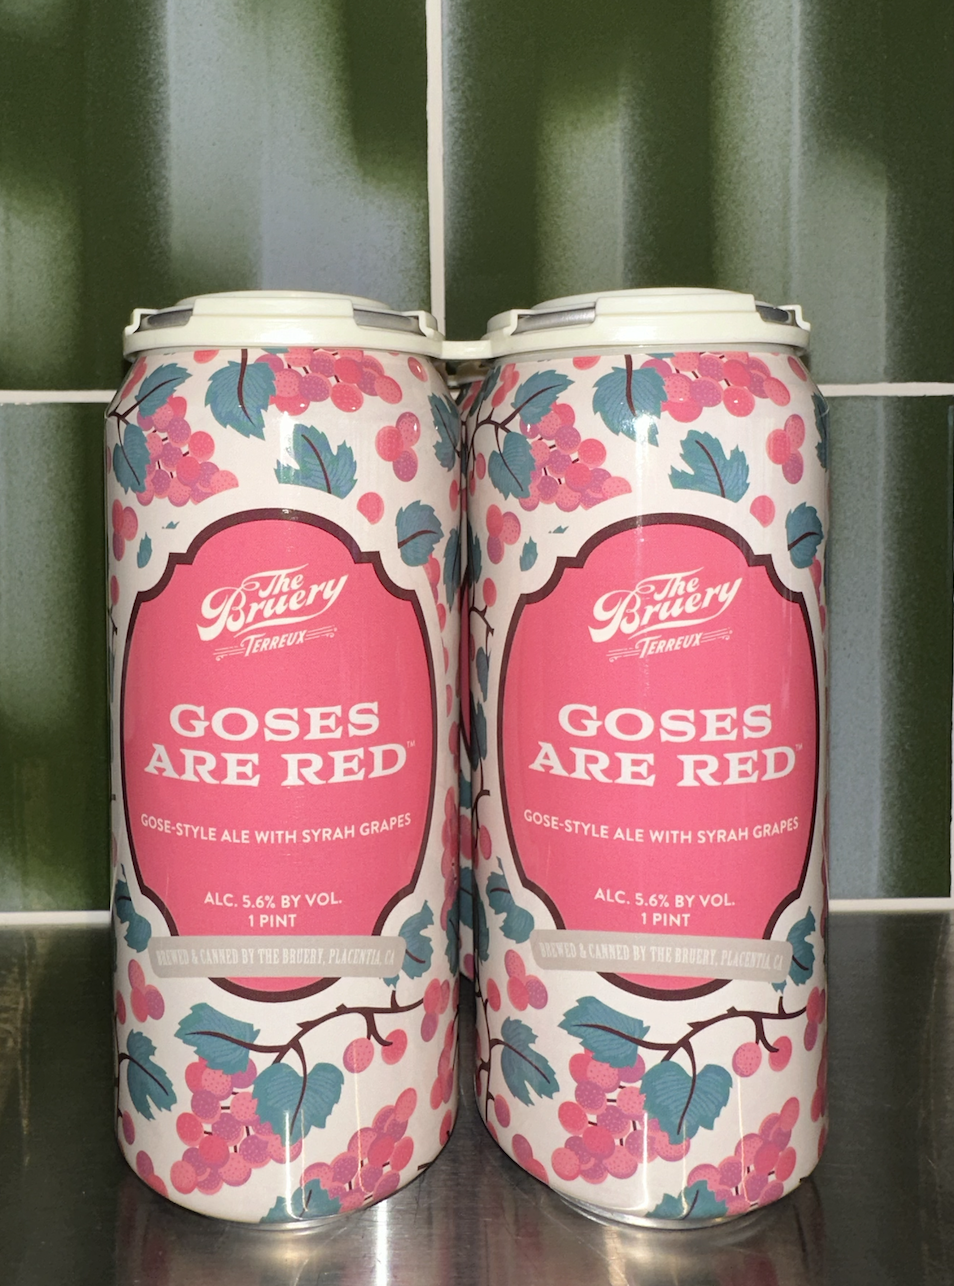 The
Bruery
TERREUX
GOSES
ARE RED™
GOSE-STYLE ALE WITH SYRAH GRAPES
ALC. 5.6% BY VOL.
1 PINT
BREWED & CANNED BY THE BRUERY, PLACENTIA, CA
The
Bruery
TERREUX
GOSES
ARE RED™
GOSE-STYLE ALE WITH SYRAH GRAPES
ALC. 5.6% BY VOL.
1 PINT
BREWED & CANNED BY THE BRUERY, PLACENTIA, CA